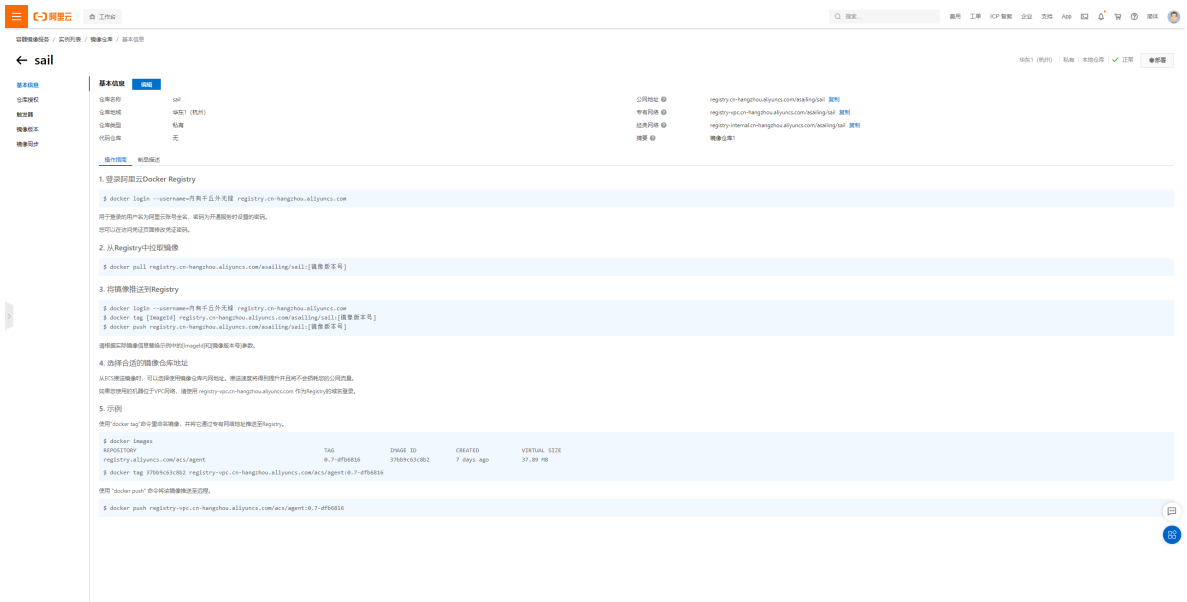 阿里云
工作台
搜索...
费用 工单 ICP 备案 企业 支持 App 简体
容器镜像服务 / 实例列表 / 镜像仓库 / 基本信息
sail
华东1（杭州） 私有 本地仓库 正常 部署
基本信息
仓库授权
触发器
镜像版本
镜像同步
基本信息 编辑
仓库名称 sail
公网地址 registry.cn-hangzhou.aliyuncs.com/asailing/sail 复制
仓库地域 华东1（杭州）
专有网络 registry-vpc.cn-hangzhou.aliyuncs.com/asailing/sail 复制
仓库类型 私有
经典网络 registry-internal.cn-hangzhou.aliyuncs.com/asailing/sail 复制
代码仓库 无
摘要 镜像仓库1
操作指南 制品描述
1. 登录阿里云Docker Registry
$ docker login --username=丹青千丘外无缝 registry.cn-hangzhou.aliyuncs.com
用于登录的用户名为阿里云账号全名，密码为开通服务时设置的密码。
您可以在访问凭证页面修改凭证密码。
2. 从Registry中拉取镜像
$ docker pull registry.cn-hangzhou.aliyuncs.com/asailing/sail:[镜像版本号]
3. 将镜像推送到Registry
$ docker login --username= registry.cn-hangzhou.aliyuncs.com
$ docker tag [ImageId] registry.cn-hangzhou.aliyuncs.com/asailing/sail:[镜像版本号]
$ docker push registry.cn-hangzhou.aliyuncs.com/asailing/sail:[镜像版本号]
请根据实际镜像信息替换示例中的[ImageId]和[镜像版本号]参数。
4. 选择合适的镜像仓库地址
从ECS推送镜像时，可以选择使用镜像仓库内网地址。推送速度将得到提升并且将不会损耗您的公网流量。
如果您使用的机器位于VPC网络，请使用 registry-vpc.cn-hangzhou.aliyuncs.com 作为Registry的域名登录。
5. 示例
使用"docker tag"命令重命名镜像，并将它通过专有网络地址推送至Registry。
$ docker images
REPOSITORY TAG IMAGE ID CREATED VIRTUAL SIZE
registry.aliyuncs.com/acs/agent 0.7-dfb6816 37bb9c63c8b2 7 days ago 37.89 MB
$ docker tag 37bb9c63c8b2 registry-vpc.cn-hangzhou.aliyuncs.com/acs/agent:0.7-dfb6816
使用 "docker push" 命令将该镜像推送至远程。
$ docker push registry-vpc.cn-hangzhou.aliyuncs.com/acs/agent:0.7-dfb6816